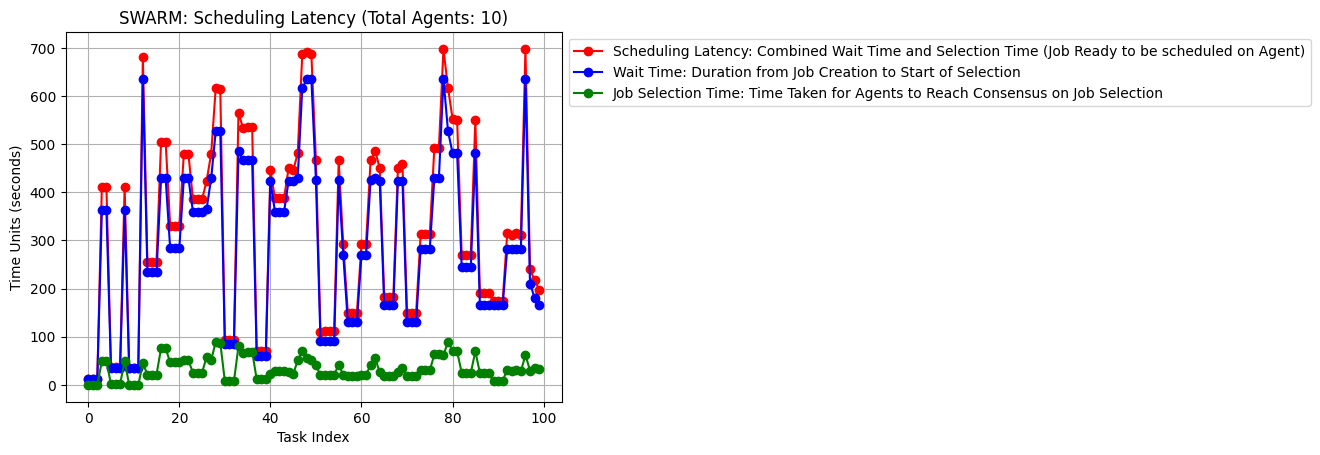 SWARM: Scheduling Latency (Total Agents: 10)
Scheduling Latency: Combined Wait Time and Selection Time (Job Ready to be scheduled on Agent)
Wait Time: Duration from Job Creation to Start of Selection
Job Selection Time: Time Taken for Agents to Reach Consensus on Job Selection
Time Units (seconds)
700
600
500
400
300
200
100
0
0 20 40 60 80 100
Task Index